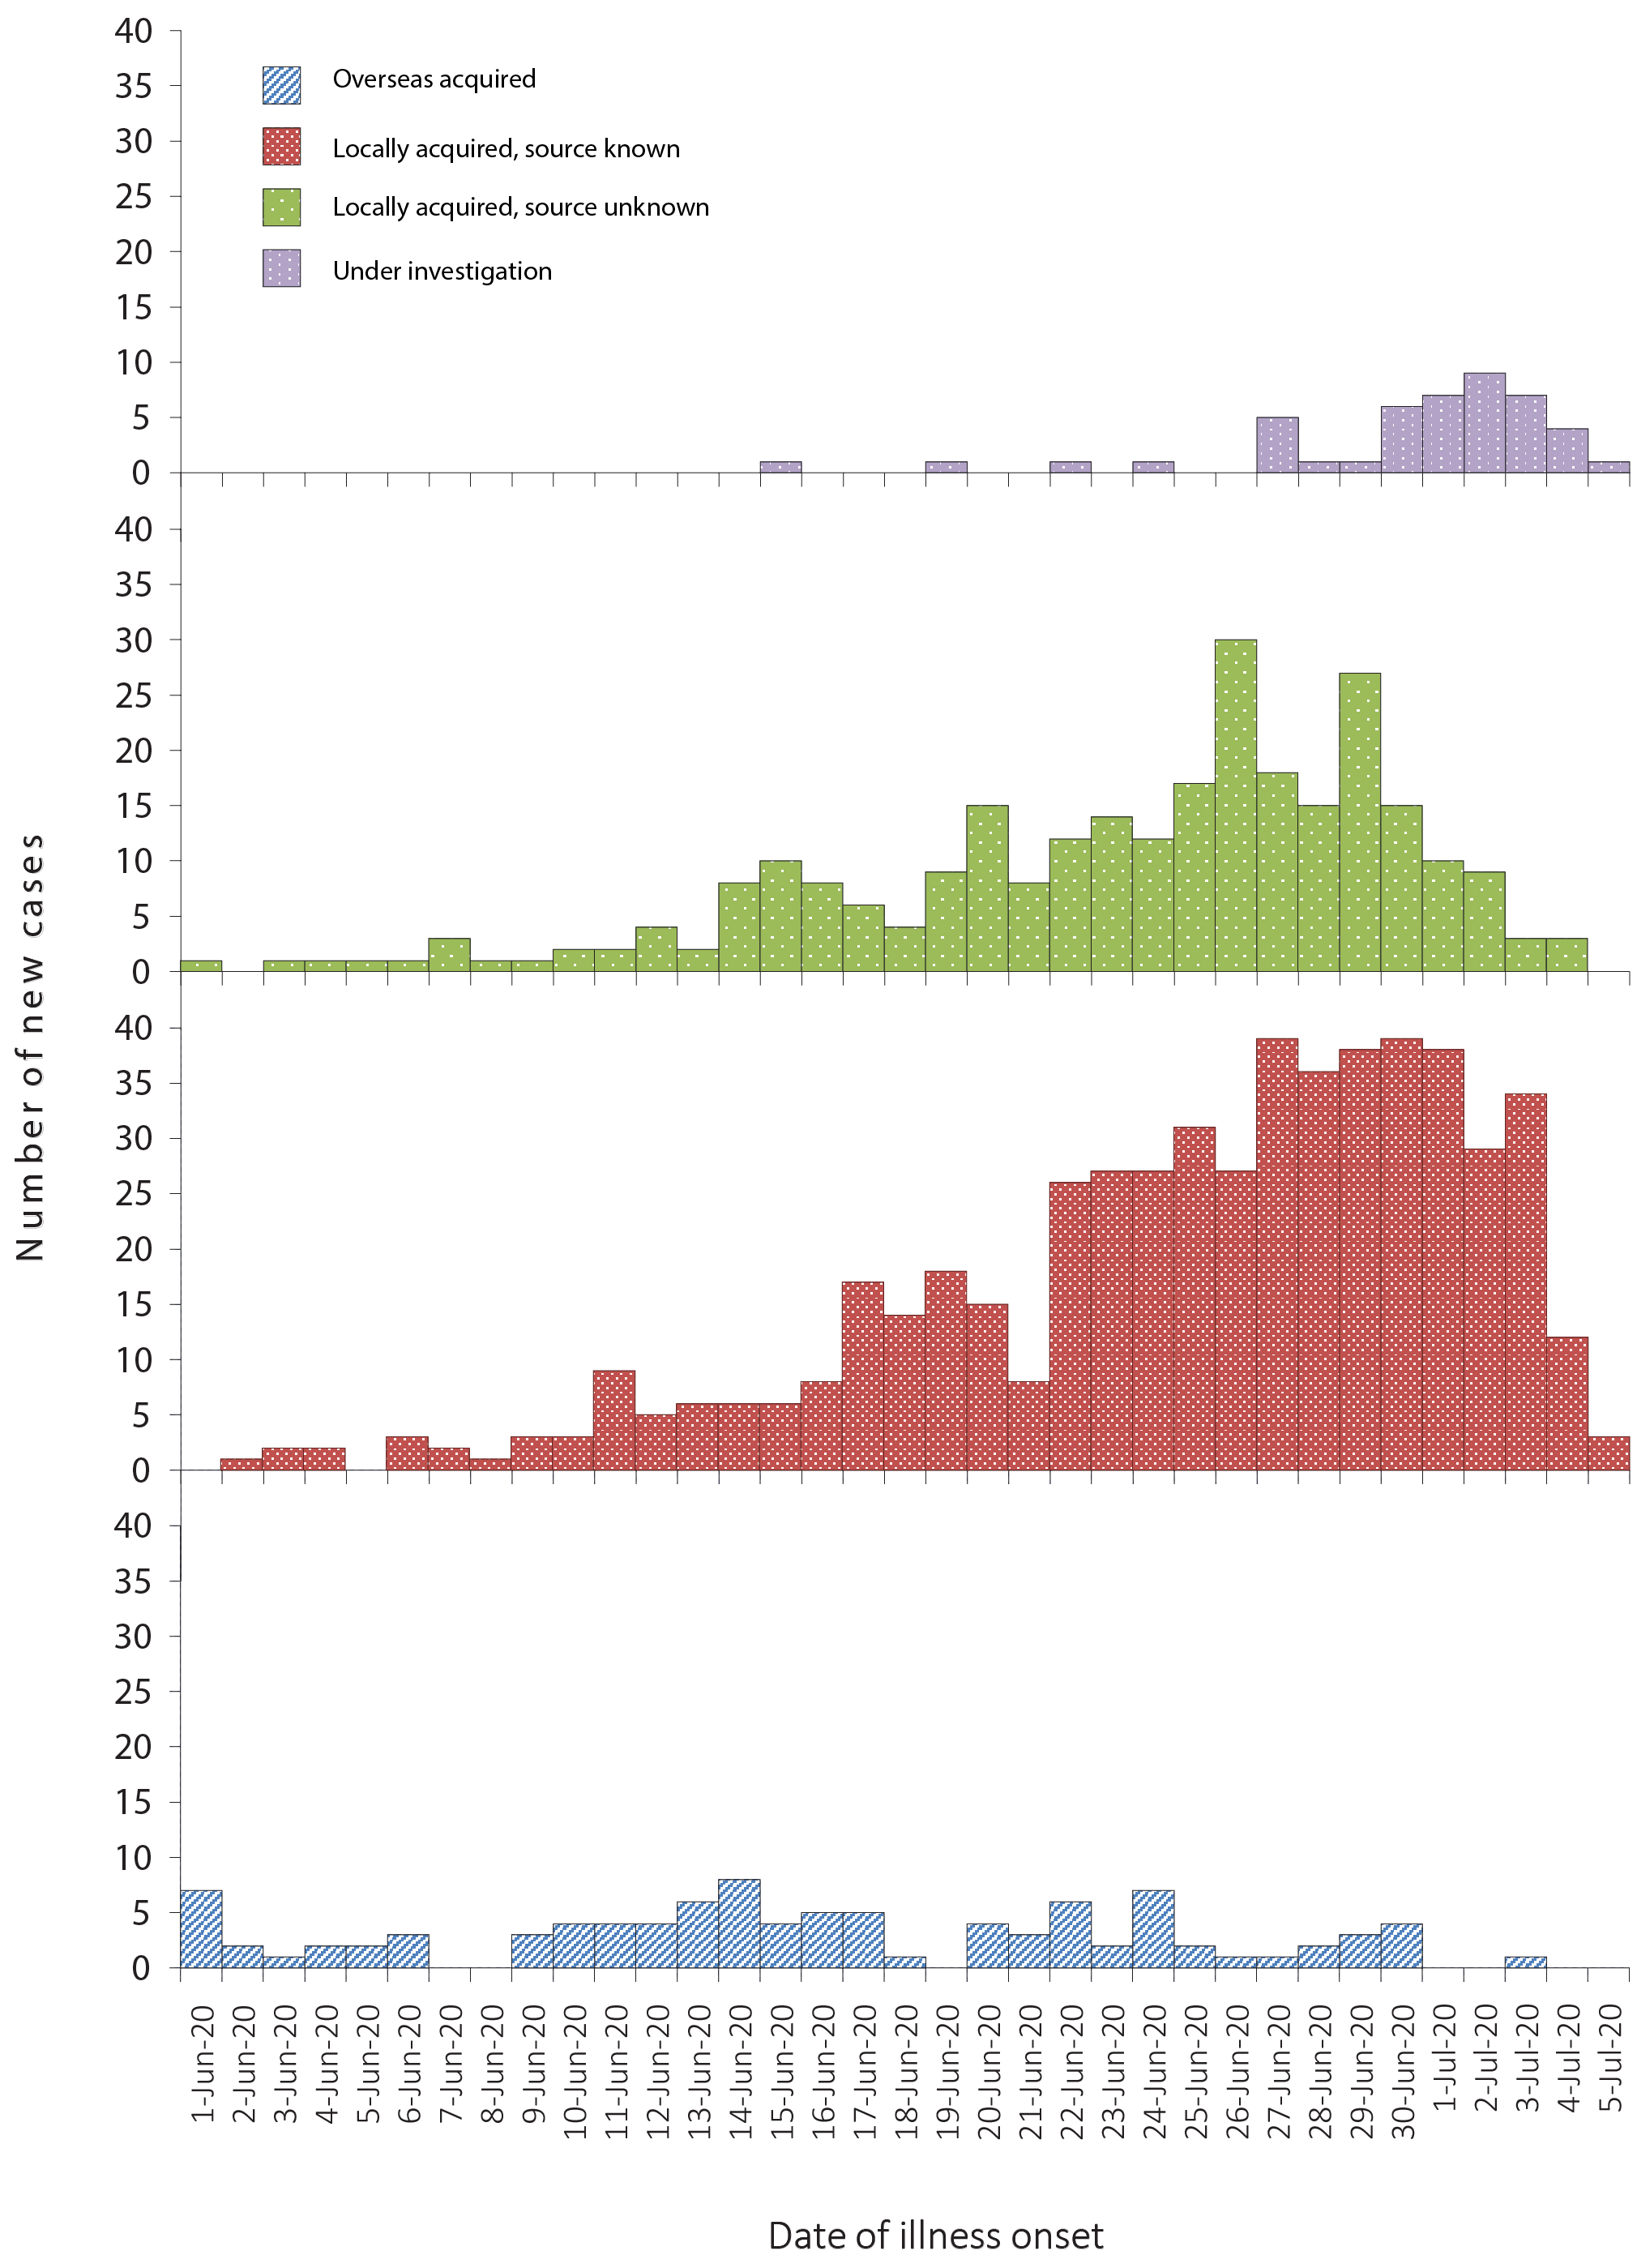 40
35
30
25
20
15
10
5
0
Overseas acquired
Locally acquired, source known
Locally acquired, source unknown
Under investigation
40
35
30
25
20
15
10
5
0
40
35
30
25
20
15
10
5
0
40
35
30
25
20
15
10
5
0
Number of new cases
1-Jun-20
2-Jun-20
3-Jun-20
4-Jun-20
5-Jun-20
6-Jun-20
7-Jun-20
8-Jun-20
9-Jun-20
10-Jun-20
11-Jun-20
12-Jun-20
13-Jun-20
14-Jun-20
15-Jun-20
16-Jun-20
17-Jun-20
18-Jun-20
19-Jun-20
20-Jun-20
21-Jun-20
22-Jun-20
23-Jun-20
24-Jun-20
25-Jun-20
26-Jun-20
27-Jun-20
28-Jun-20
29-Jun-20
30-Jun-20
1-Jul-20
2-Jul-20
3-Jul-20
4-Jul-20
5-Jul-20
Date of illness onset